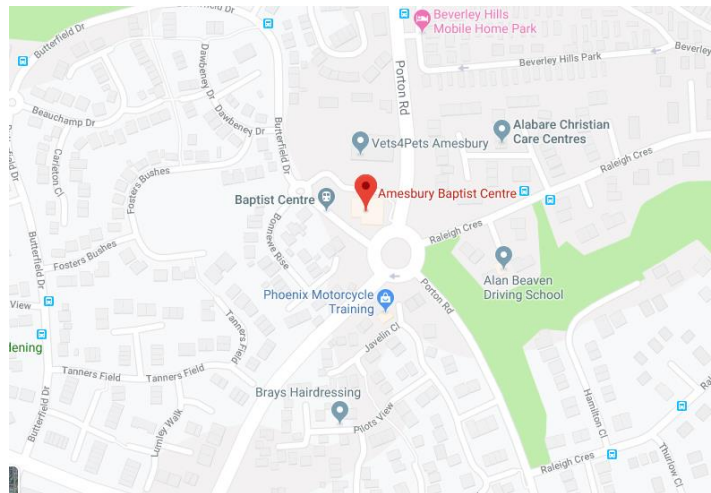 Butterfield Dr
Beverley Hills
Mobile Home Park
Dawbeney Dr
Porton Rd
Beverley Hills Park
Beverley
Beauchamp Dr
Dawbeney Dr
Butterfield Dr
Vets4Pets Amesbury
Alabare Christian
Care Centres
Carleton Cl
Fosters Bushes
Raleigh Cres
Baptist Centre
Amesbury Baptist Centre
Bonnewe Rise
Raleigh Cres
Butterfield Dr
Fosters Bushes
Alan Beaven
Driving School
Phoenix Motorcycle
Training
Porton Rd
View
Tanners Field
Javelin Cl
lening
Tanners Field
Tanners Field
Brays Hairdressing
Butterfield Dr
Lumley Walk
Pilots View
Hamilton Cl
Ral
Raleigh Cres
Thurlow Cl